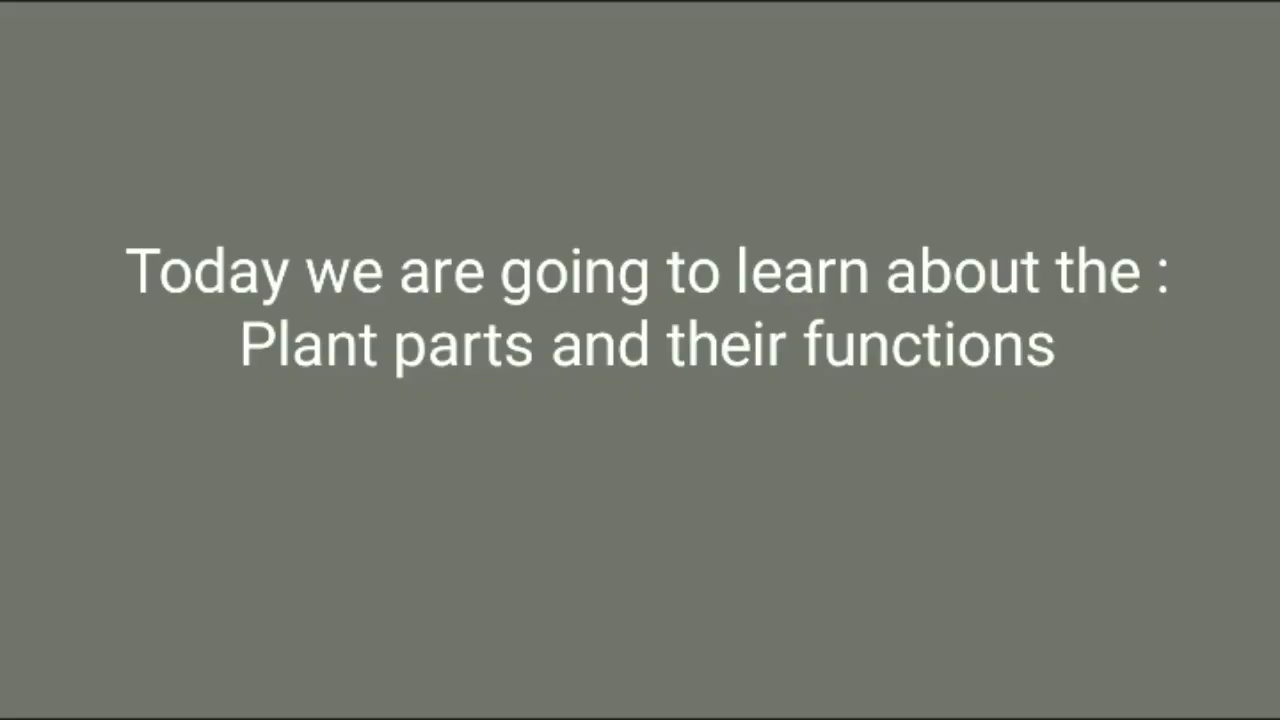 Today we are going to learn about the :
Plant parts and their functions